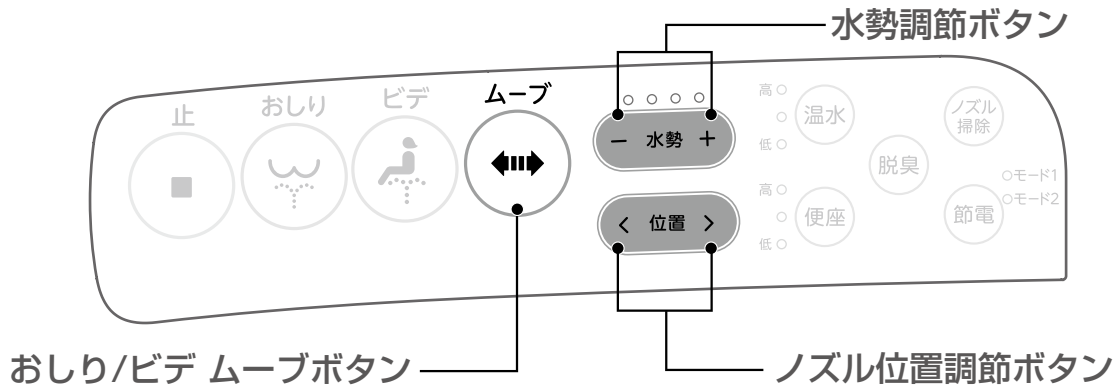 水勢調節ボタン
止
おしり
ビデ
ムーブ
− 水勢 +
< 位置 >
高
低
温水
高
低
便座
脱臭
ノズル
掃除
節電
モード1
モード2
おしり/ビデ ムーブボタン
ノズル位置調節ボタン